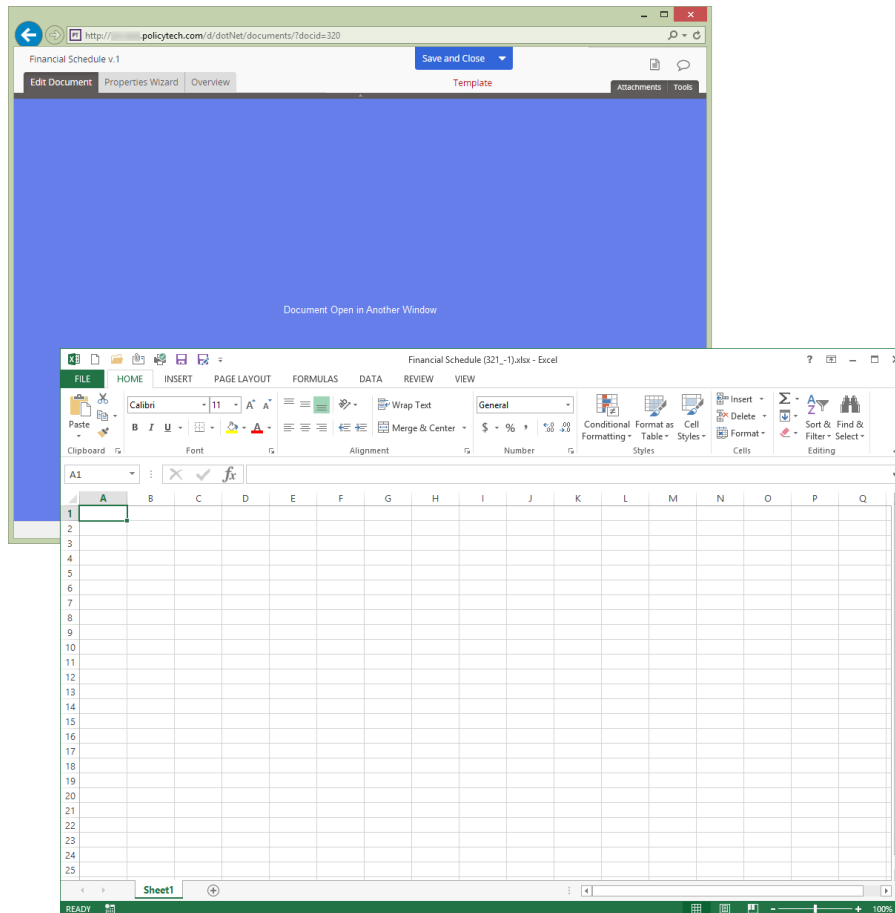 PT http:// .policytech.com/d/dotNet/documents/?docid=320
Financial Schedule v.1
Save and Close
Edit Document Properties Wizard Overview
Template
Attachments Tools
Document Open in Another Window
Financial Schedule (321_-1).xlsx - Excel
FILE HOME INSERT PAGE LAYOUT FORMULAS DATA REVIEW VIEW
Paste
Calibri 11 A A
Wrap Text
General
B I U A
Merge & Center
$ % ,
Conditional Formatting
Format as Table
Cell Styles
Insert
Delete
Format
Sort & Filter
Find & Select
Clipboard Font Alignment Number Styles Cells Editing
A1 fx
A B C D E F G H I J K L M N O P Q
1
2
3
4
5
6
7
8
9
10
11
12
13
14
15
16
17
18
19
20
21
22
23
24
25
Sheet1
READY 100%